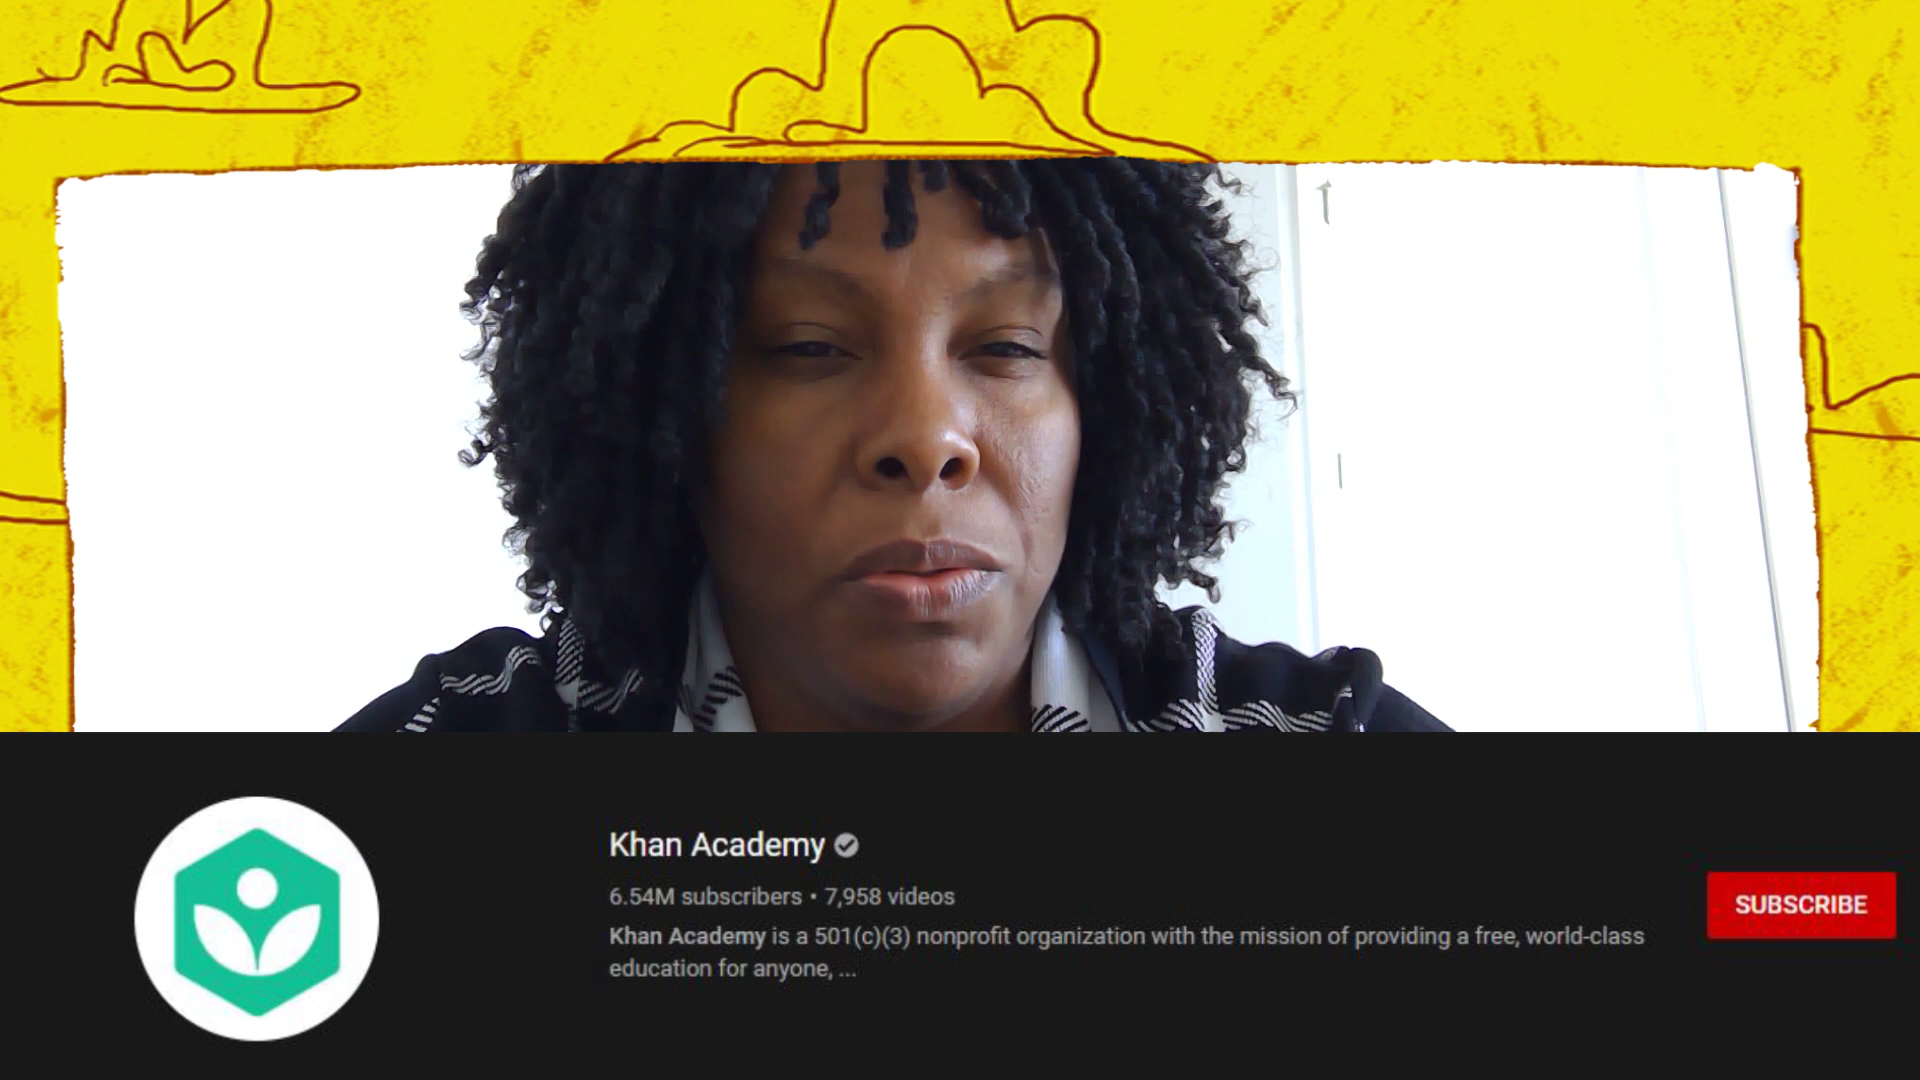 Khan Academy
6.54M subscribers • 7,958 videos
SUBSCRIBE
Khan Academy is a 501(c)(3) nonprofit organization with the mission of providing a free, world-class
education for anyone, ...